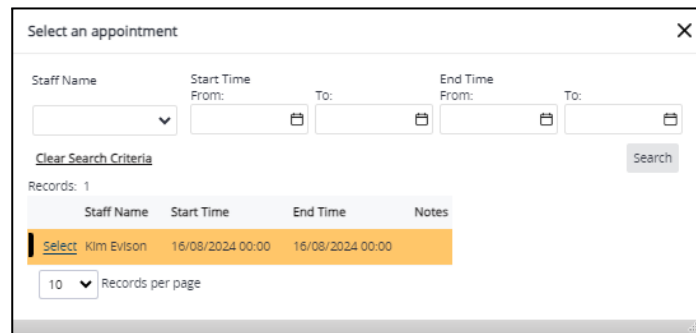 Select an appointment
Staff Name Start Time End Time
From: To: From: To:
Clear Search Criteria Search
Records: 1
Staff Name Start Time End Time Notes
Select Kim Evison 16/08/2024 00:00 16/08/2024 00:00
10 Records per page